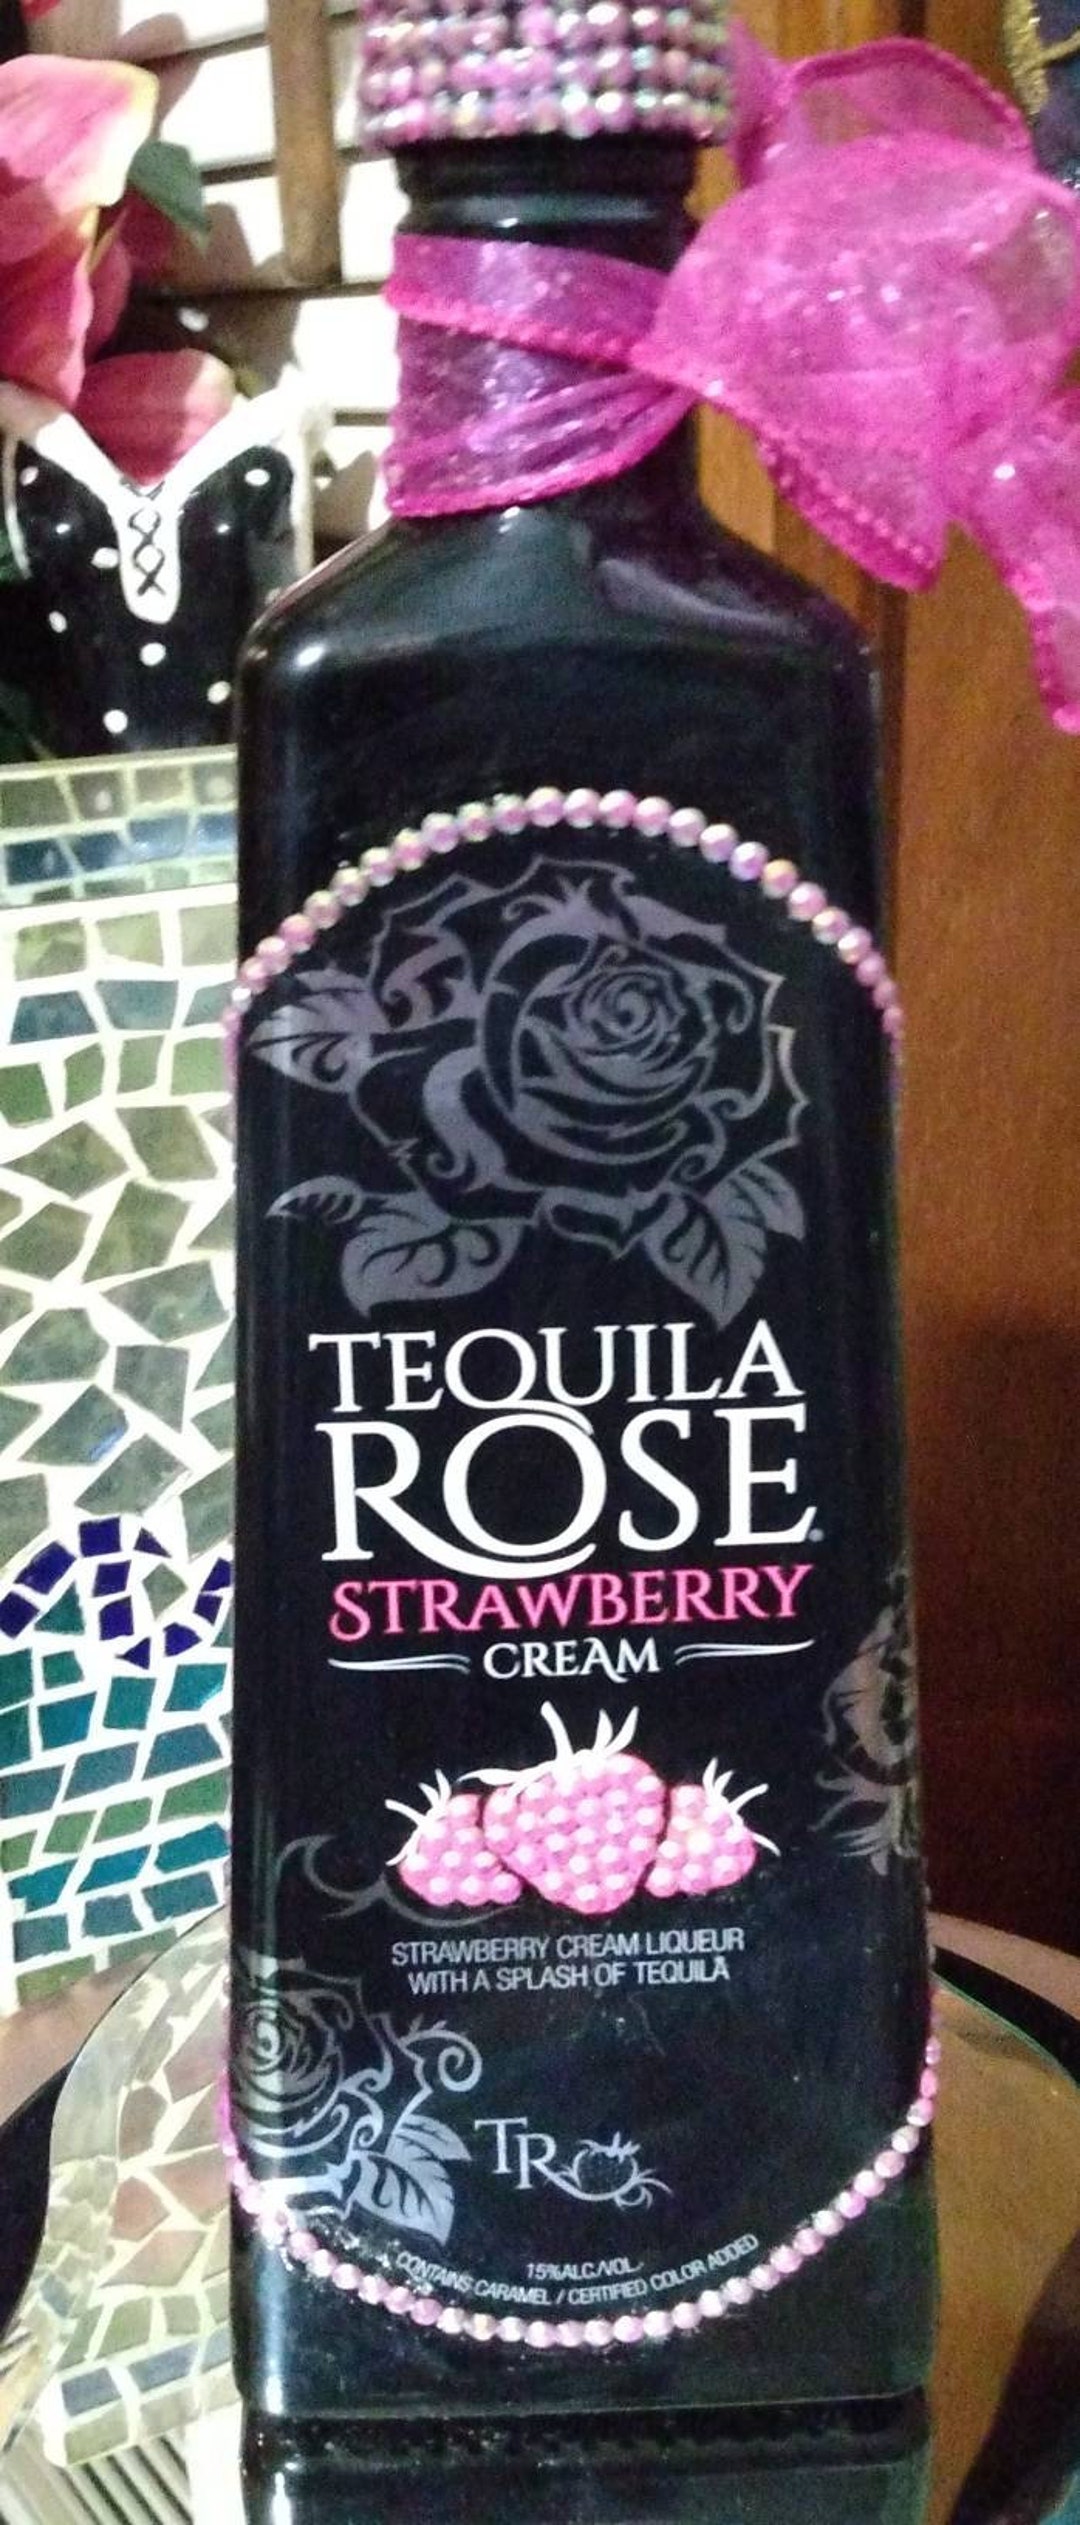 TEQUILA
ROSE
STRAWBERRY
CREAM
STRAWBERRY CREAM LIQUEUR
WITH A SPLASH OF TEQUILA
TR
15%ALC./VOL.
CONTAINS CARAMEL / CERTIFIED COLOR ADDED